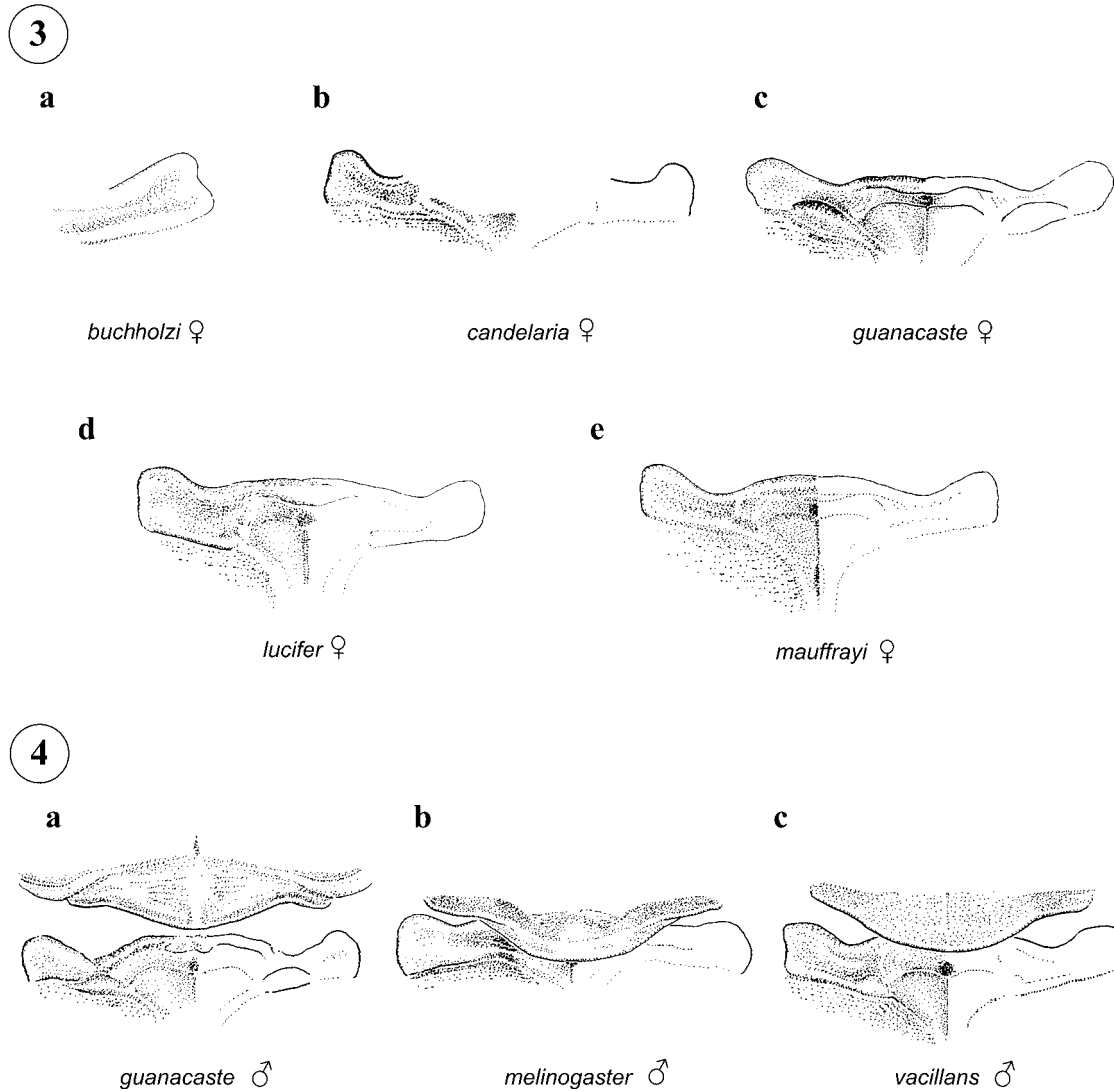 3
a b c
buchholzi ♀ candelaria ♀ guanacaste ♀
d e
lucifer ♀ mauffrayi ♀
4
a b c
guanacaste ♂ melinogaster ♂ vacillans ♂